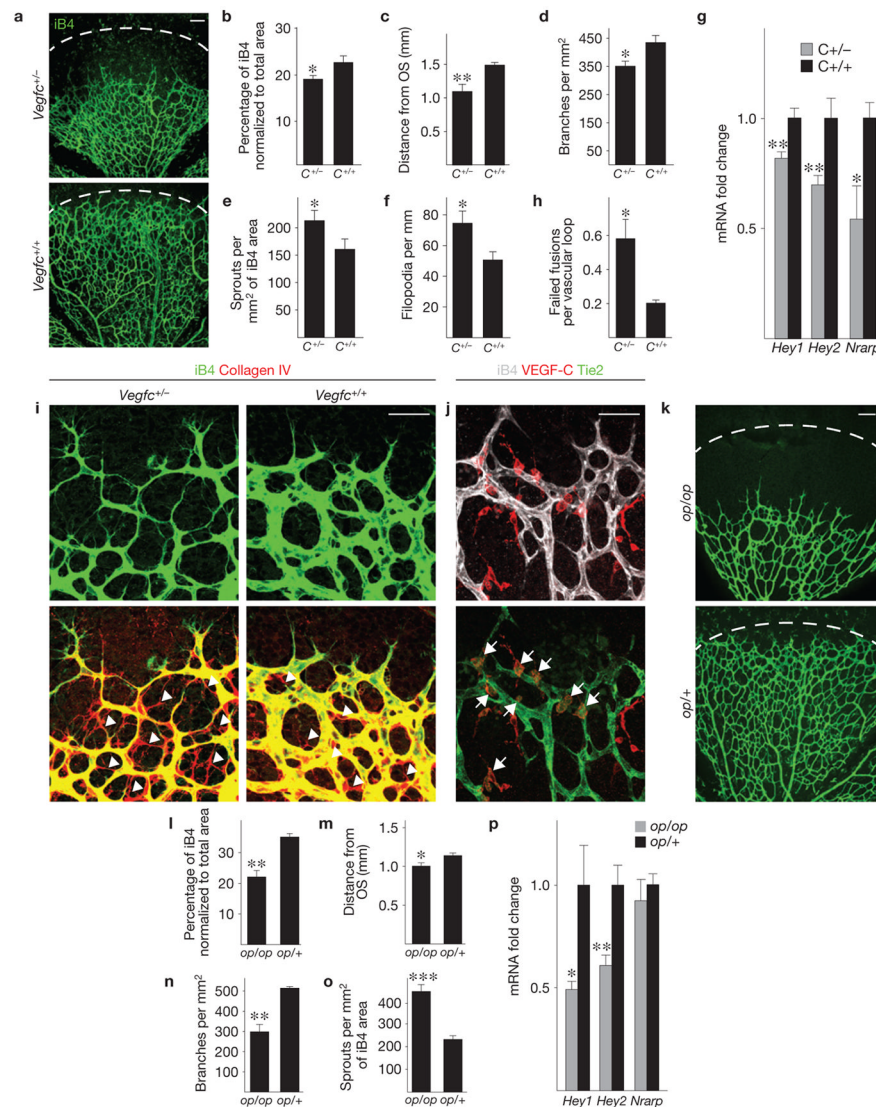 a
iB4
Vegfc+/−
Vegfc+/+
b
Percentage of iB4
normalized to total area
30
20
10
*
C+/−
C+/+
c
Distance from OS (mm)
1.5
1.0
0.5
**
C+/−
C+/+
d
Branches per mm2
450
350
250
150
50
*
C+/−
C+/+
e
Sprouts per
mm2 of iB4 area
200
150
100
50
*
C+/−
C+/+
f
Filopodia per mm
80
60
40
20
*
C+/−
C+/+
h
Failed fusions
per vascular loop
0.6
0.4
0.2
*
C+/−
C+/+
g
C+/−
C+/+
mRNA fold change
1.0
0.5
**
**
*
Hey1 Hey2 Nrarp
iB4 Collagen IV
Vegfc+/−
Vegfc+/+
i
iB4 VEGF-C Tie2
j
k
op/op
op/+
l
Percentage of iB4
normalized to total area
30
20
10
**
op/op op/+
m
Distance from
OS (mm)
1.5
1.0
0.5
*
op/op op/+
n
Branches per mm2
500
400
300
200
100
**
op/op op/+
o
Sprouts per mm2
of iB4 area
400
300
200
100
***
op/op op/+
p
op/op
op/+
mRNA fold change
1.0
0.5
*
**
Hey1 Hey2 Nrarp